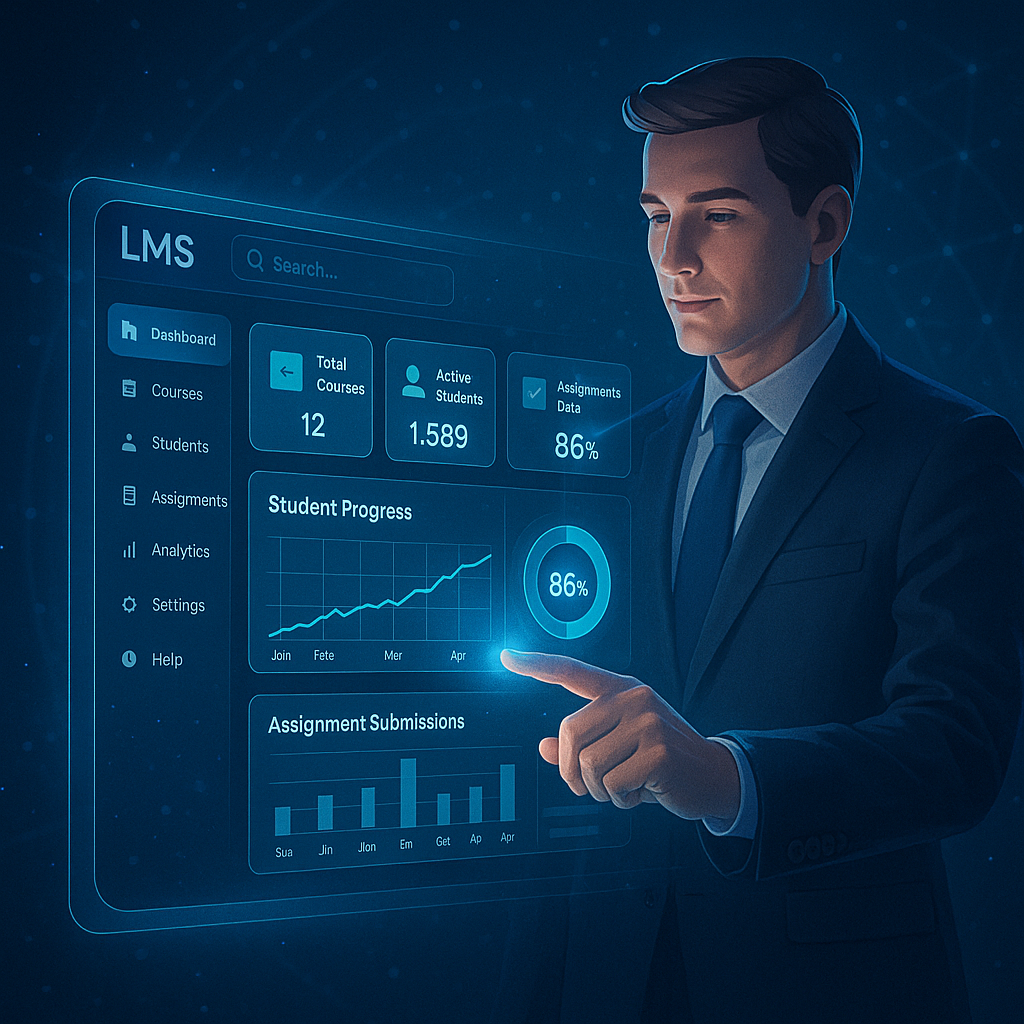 LMS
Search...
Dashboard
Courses
Students
Assigments
Analytics
Settings
Help
Total
Courses
12
Active
Students
1.589
Assignments
Data
86%
Student Progress
Join Fete Mer Apr
86%
Assignment Submissions
Sua Jin Jlon Em Get Ap Apr